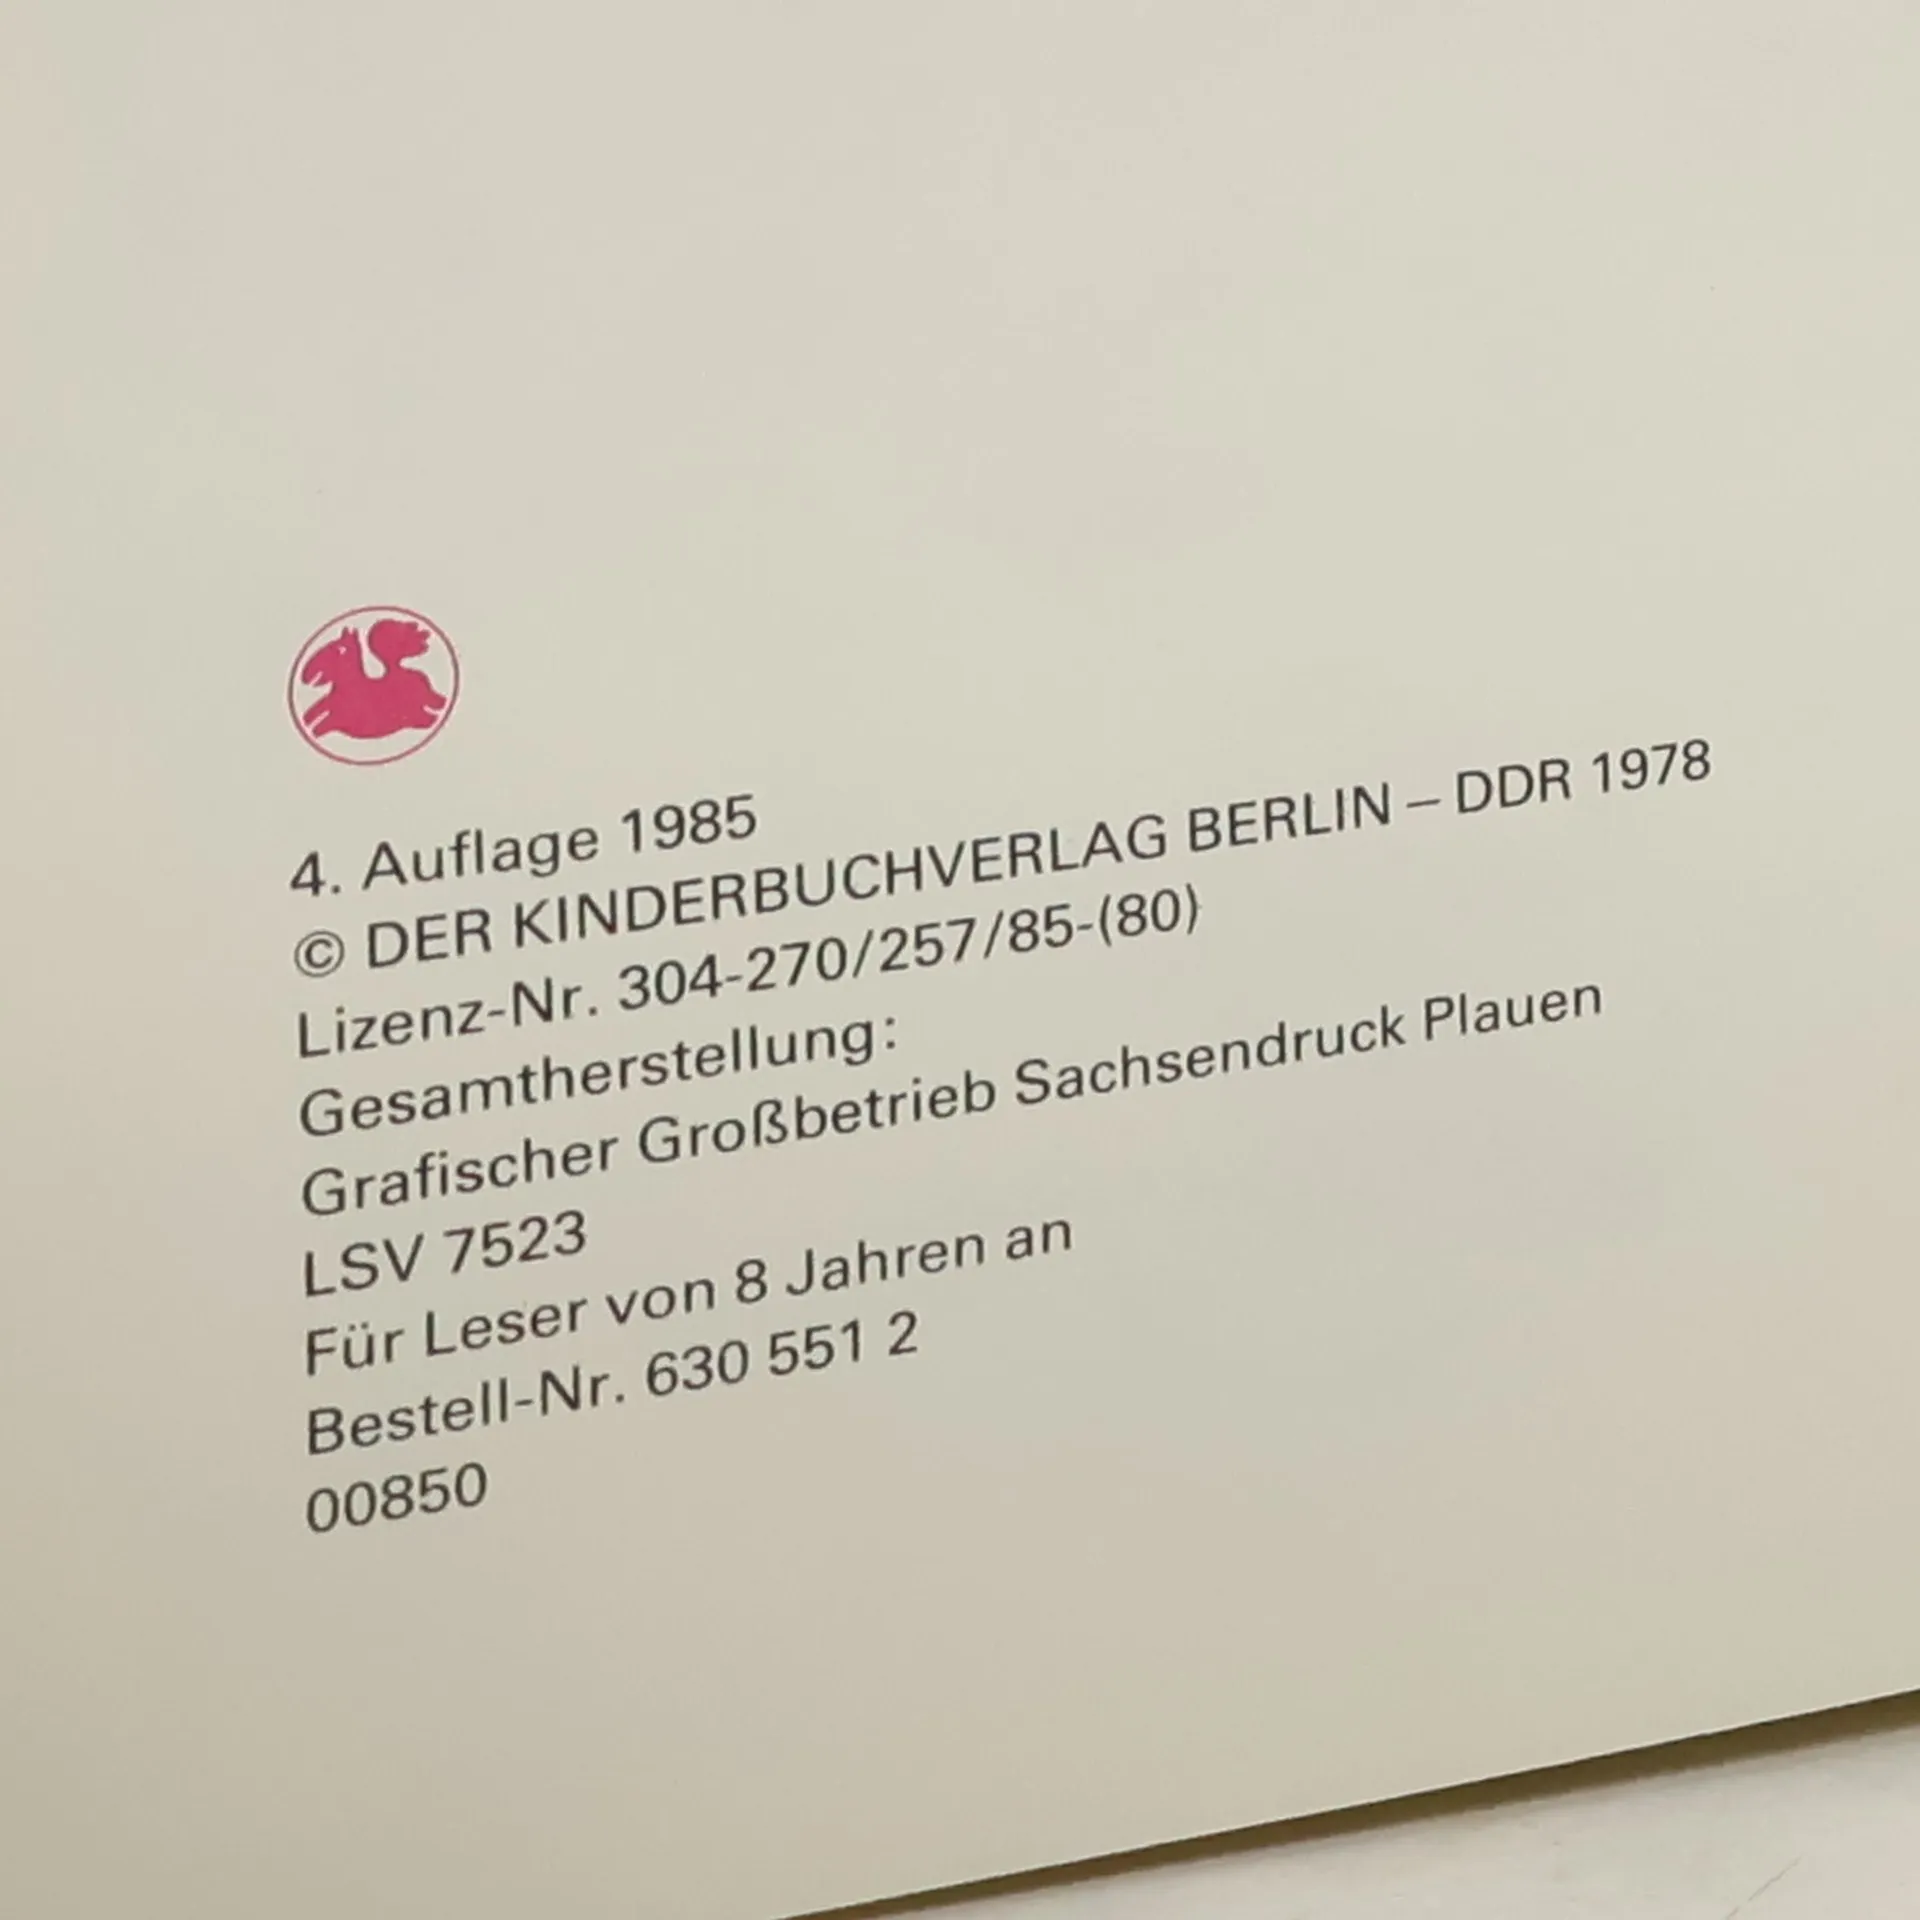 4. Auflage 1985
© DER KINDERBUCHVERLAG BERLIN – DDR 1978
Lizenz-Nr. 304-270/257/85-(80)
Gesamtherstellung:
Grafischer Großbetrieb Sachsendruck Plauen
LSV 7523
Für Leser von 8 Jahren an
Bestell-Nr. 630 551 2
00850